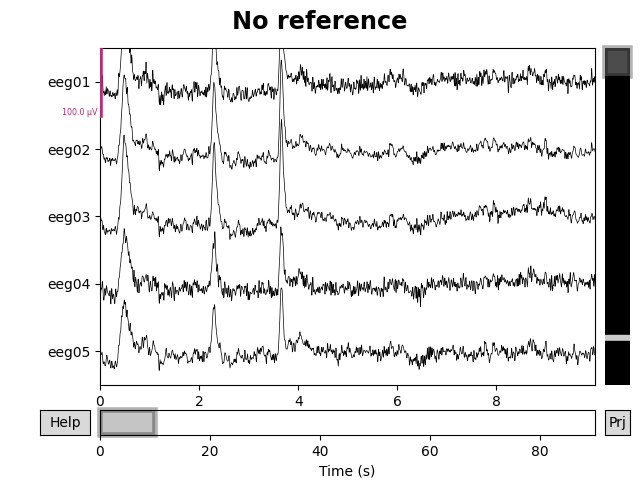 No reference
eeg01
100.0 µV
eeg02
eeg03
eeg04
eeg05
0 2 4 6 8
Help
Prj
0 20 40 60 80
Time (s)